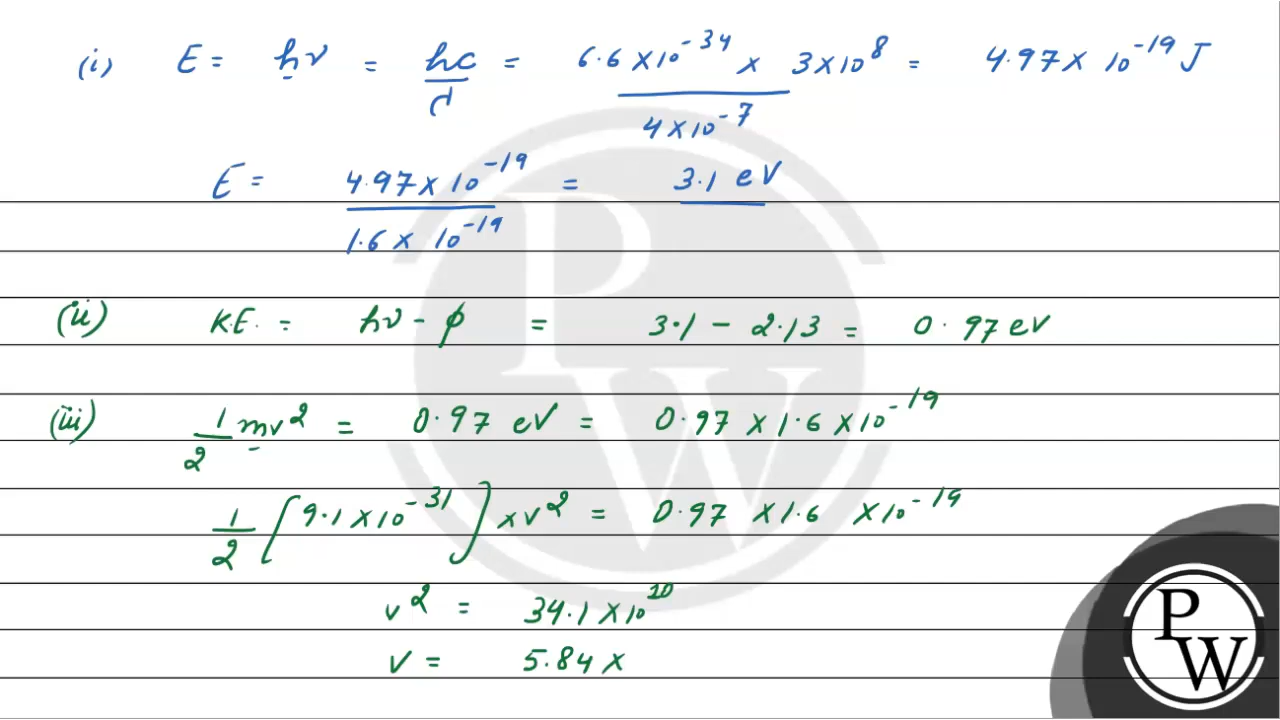 (i) E = hν = hc/d = 6.6 × 10⁻³⁴ × 3 × 10⁸ / 4 × 10⁻⁷ = 4.97 × 10⁻¹⁹ J
E = 4.97 × 10⁻¹⁹ / 1.6 × 10⁻¹⁹ = 3.1 eV
(ii) KE. = hν - φ = 3.1 - 2.13 = 0.97 eV
(iii) 1/2 mv² = 0.97 eV = 0.97 × 1.6 × 10⁻¹⁹
1/2 [9.1 × 10⁻³¹] × v² = 0.97 × 1.6 × 10⁻¹⁹
v² = 34.1 × 10¹⁰
v = 5.84 ×
PW
PW